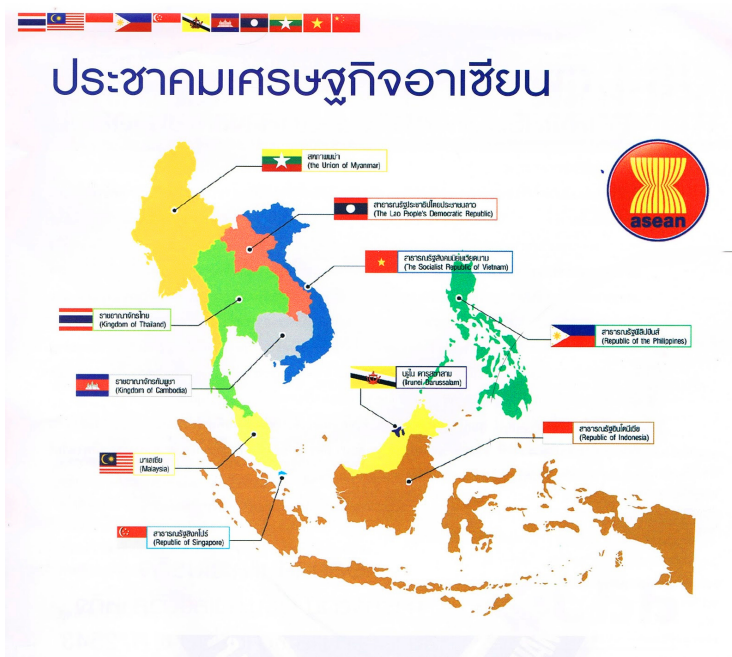 ประชาคมเศรษฐกิจอาเซียน
สหภาพพม่า
(the Union of Myanmar)
asean
สาธารณรัฐประชาธิปไตยประชาชนลาว
(The Lao People's Democratic Republic)
สาธารณรัฐสังคมนิยมเวียดนาม
(The Socialist Republic of Vietnam)
ราชอาณาจักรไทย
(Kingdom of Thailand)
สาธารณรัฐฟิลิปปินส์
(Republic of the Philippines)
ราชอาณาจักรกัมพูชา
(Kingdom of Cambodia)
บรูไน ดารุสซาลาม
(Brunei Darussalam)
สาธารณรัฐอินโดนีเซีย
(Republic of Indonesia)
มาเลเซีย
(Malaysia)
สาธารณรัฐสิงคโปร์
(Republic of Singapore)